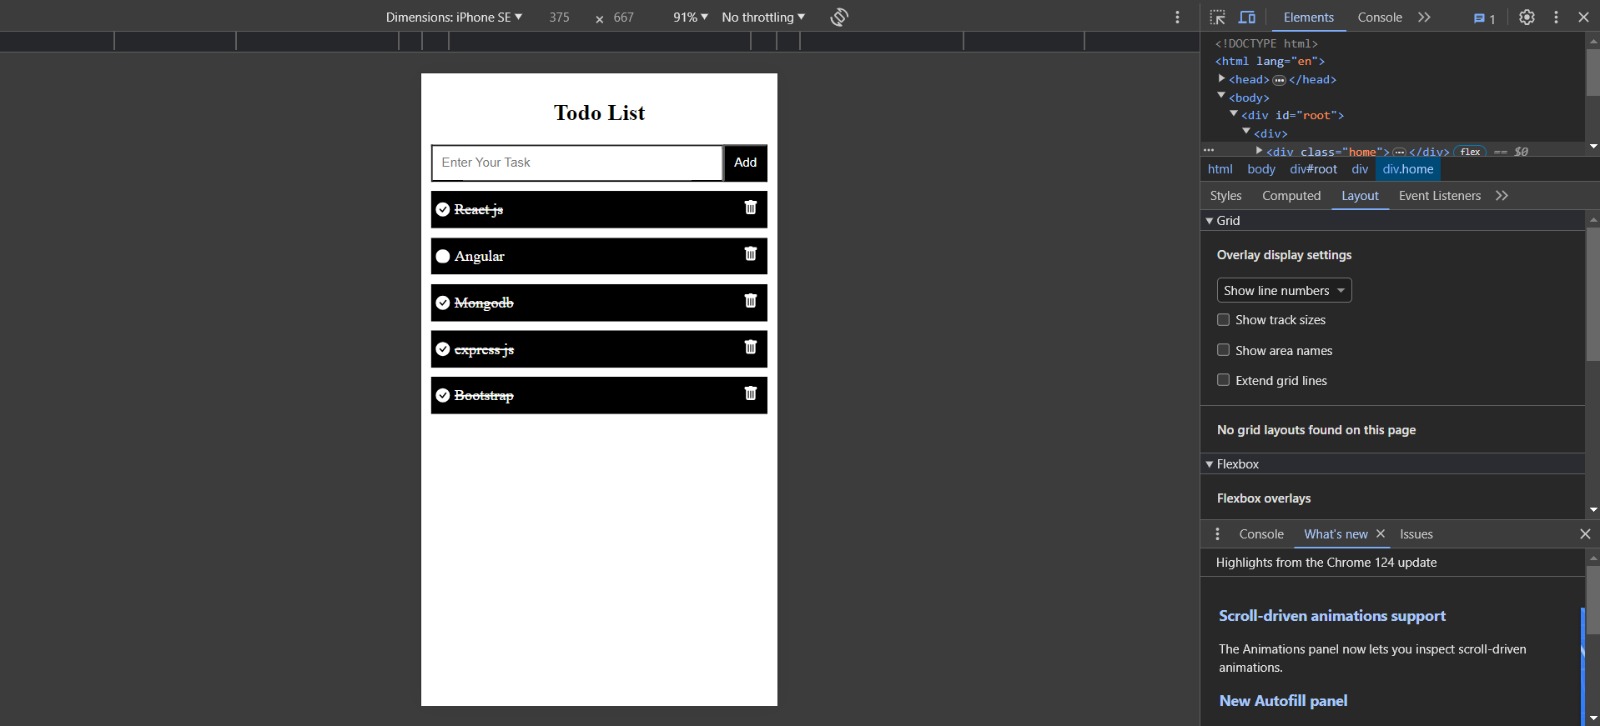 Dimensions: iPhone SE 375 × 667 91% No throttling
Elements Console 1
Todo List
Enter Your Task Add
React js
Angular
Mongodb
express js
Bootstrap
<!DOCTYPE html>
<html lang="en">
<head> ••• </head>
<body>
<div id="root">
<div>
••• <div class="home"> ••• </div> flex == $0
html body div#root div div.home
Styles Computed Layout Event Listeners
Grid
Overlay display settings
Show line numbers
Show track sizes
Show area names
Extend grid lines
No grid layouts found on this page
Flexbox
Flexbox overlays
Console What's new Issues
Highlights from the Chrome 124 update
Scroll-driven animations support
The Animations panel now lets you inspect scroll-driven
animations.
New Autofill panel